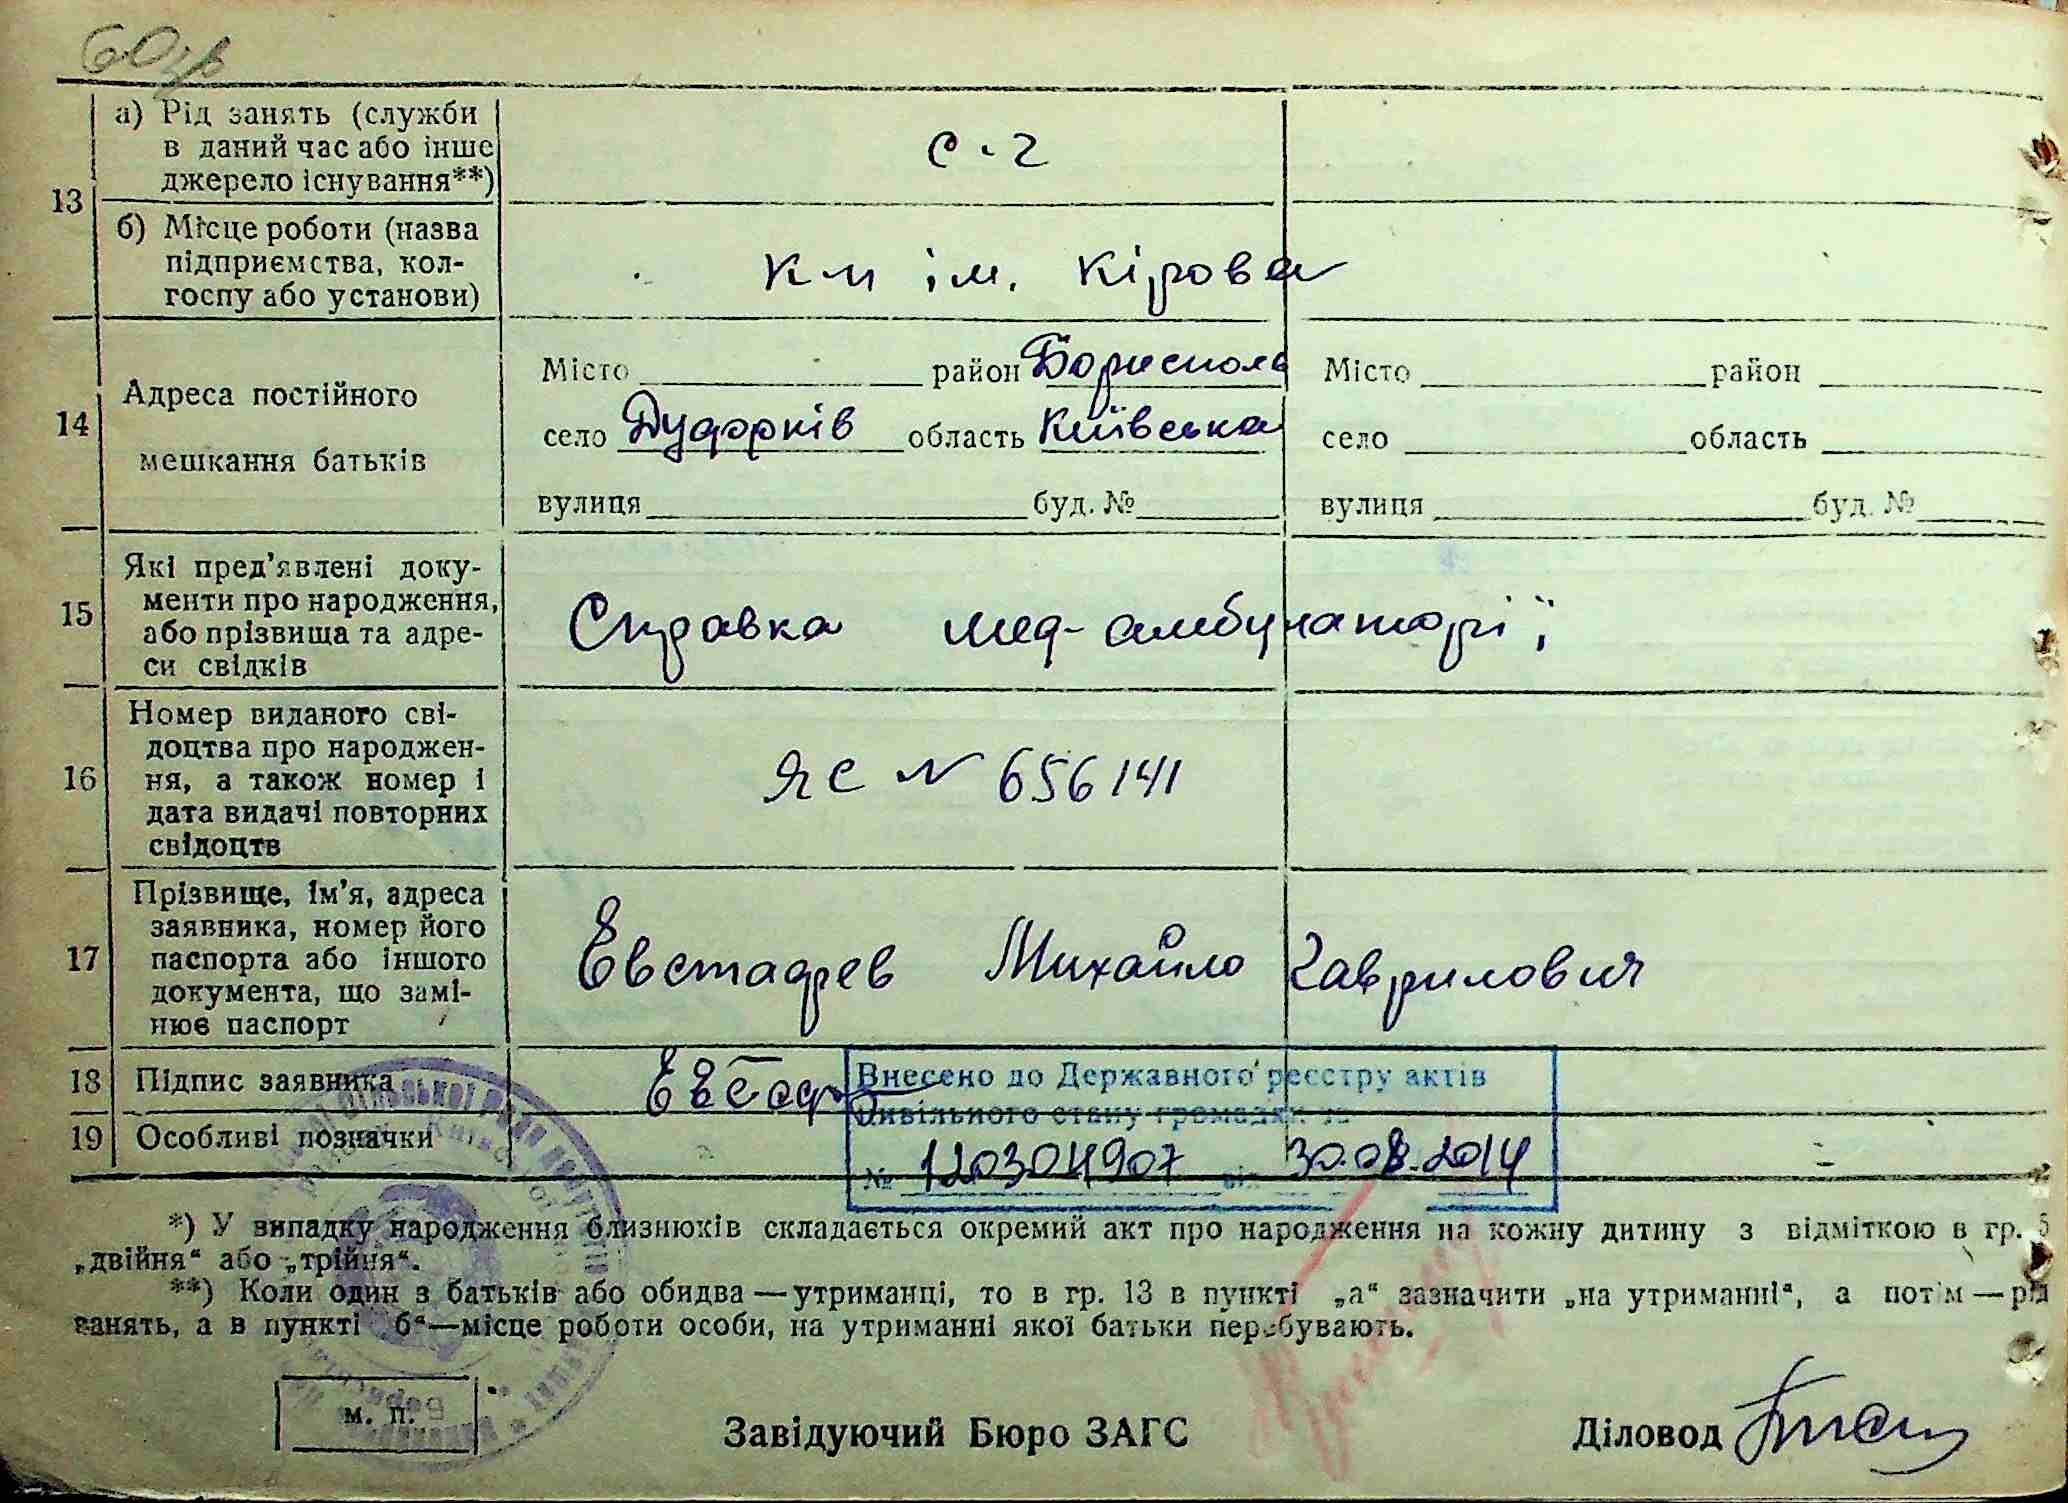 60зв
13
а) Рід занять (служби
в даний час або інше
джерело існування**)
с-г
б) Місце роботи (назва
підприємства, кол-
госпу або установи)
к-п ім. Кірова
14
Адреса постійного
мешкання батьків
Місто район Бориспол
село Дударків область Київська
вулиця буд. №
Місто район
село область
вулиця буд. №
15
Які пред'явлені доку-
менти про народження,
або прізвища та адре-
си свідків
Справка мед-амбулаторії
16
Номер виданого сві-
доцтва про народжен-
ня, а також номер і
дата видачі повторних
свідоцтв
ЯС N 656141
17
Прізвище, ім'я, адреса
заявника, номер його
паспорта або іншого
документа, що замі-
нює паспорт
Евстафев Михайло Гаврилович
18 Підпис заявника
Евстаф
19 Особливі позначки
Внесено до Державного реєстру актів
цивільного стану громадян за
№ 120304907 від 30.08.2014
*) У випадку народження близнюків складається окремий акт про народження на кожну дитину з відміткою в гр. 5
„двійня“ або „трійня“.
**) Коли один з батьків або обидва — утриманці, то в гр. 13 в пункті „а“ зазначити „на утриманні“, а потім — рід
занять, а в пункті „б“ — місце роботи особи, на утриманні якої батьки перебувають.
м. п.
Завідуючий Бюро ЗАГС
Діловод